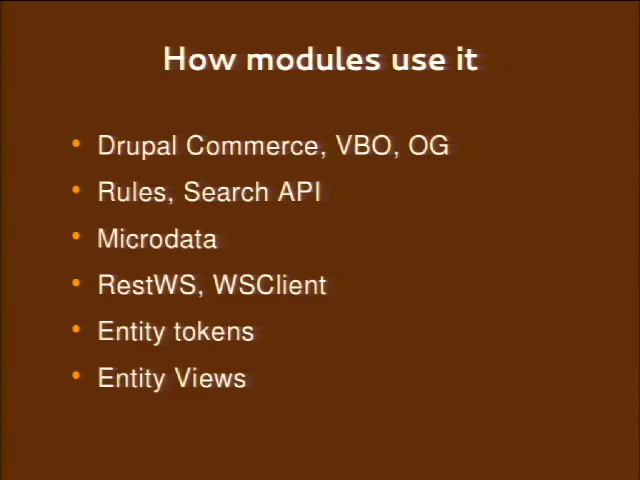 How modules use it
• Drupal Commerce, VBO, OG
• Rules, Search API
• Microdata
• RestWS, WSClient
• Entity tokens
• Entity Views